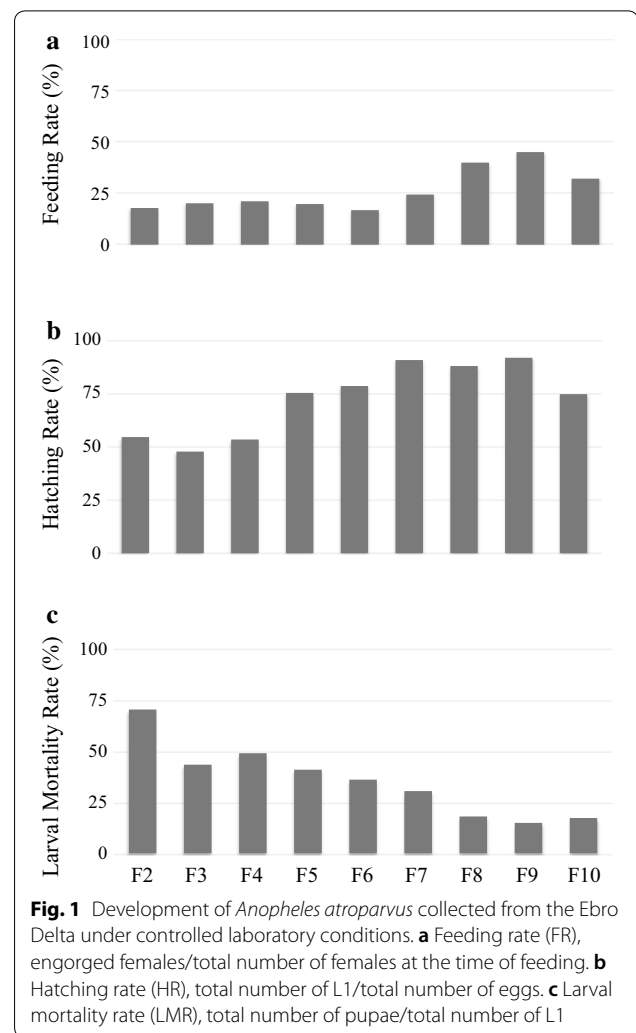 a
100
75
50
25
0
Feeding Rate (%)
b
100
75
50
25
0
Hatching Rate (%)
c
100
75
50
25
0
Larval Mortality Rate (%)
F2 F3 F4 F5 F6 F7 F8 F9 F10
Fig. 1 Development of Anopheles atroparvus collected from the Ebro
Delta under controlled laboratory conditions. a Feeding rate (FR),
engorged females/total number of females at the time of feeding. b
Hatching rate (HR), total number of L1/total number of eggs. c Larval
mortality rate (LMR), total number of pupae/total number of L1